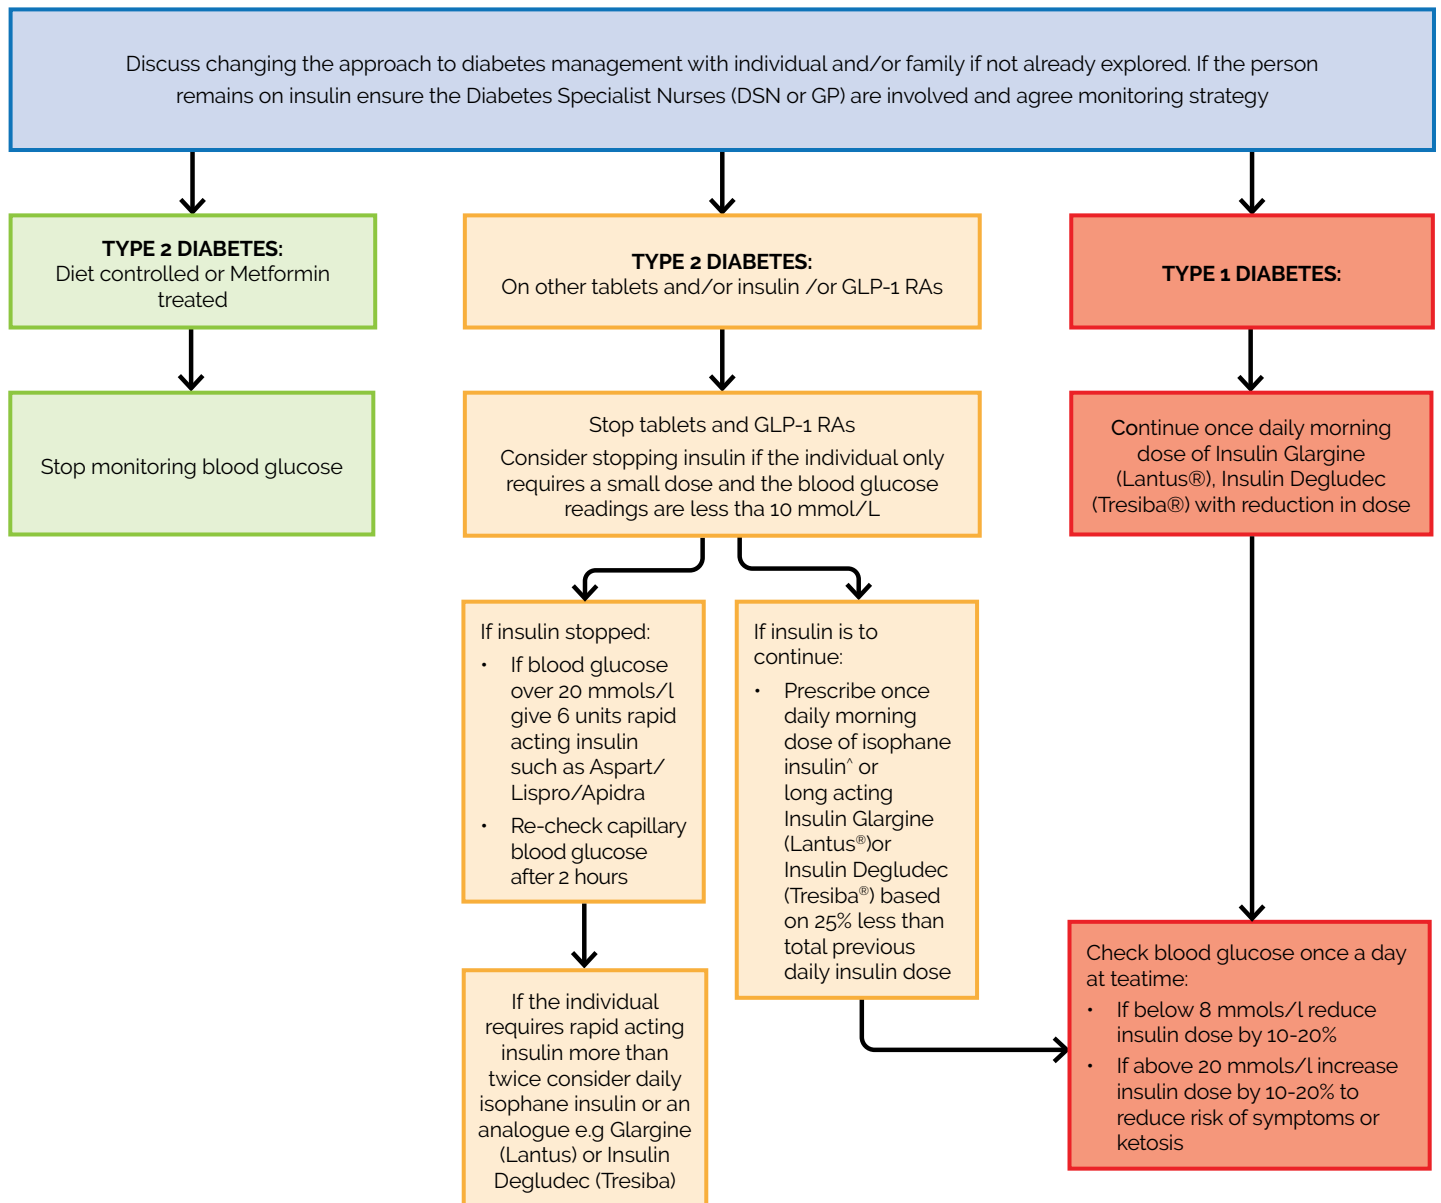 Discuss changing the approach to diabetes management with individual and/or family if not already explored. If the person
remains on insulin ensure the Diabetes Specialist Nurses (DSN or GP) are involved and agree monitoring strategy
TYPE 2 DIABETES:
Diet controlled or Metformin
treated
Stop monitoring blood glucose
TYPE 2 DIABETES:
On other tablets and/or insulin /or GLP-1 RAs
Stop tablets and GLP-1 RAs
Consider stopping insulin if the individual only
requires a small dose and the blood glucose
readings are less tha 10 mmol/L
If insulin stopped:
• If blood glucose
over 20 mmols/l
give 6 units rapid
acting insulin
such as Aspart/
Lispro/Apidra
• Re-check capillary
blood glucose
after 2 hours
If the individual
requires rapid acting
insulin more than
twice consider daily
isophane insulin or an
analogue e.g Glargine
(Lantus) or Insulin
Degludec (Tresiba)
If insulin is to
continue:
• Prescribe once
daily morning
dose of isophane
insulin^ or
long acting
Insulin Glargine
(Lantus®)or
Insulin Degludec
(Tresiba®) based
on 25% less than
total previous
daily insulin dose
TYPE 1 DIABETES:
Continue once daily morning
dose of Insulin Glargine
(Lantus®), Insulin Degludec
(Tresiba®) with reduction in dose
Check blood glucose once a day
at teatime:
• If below 8 mmols/l reduce
insulin dose by 10-20%
• If above 20 mmols/l increase
insulin dose by 10-20% to
reduce risk of symptoms or
ketosis